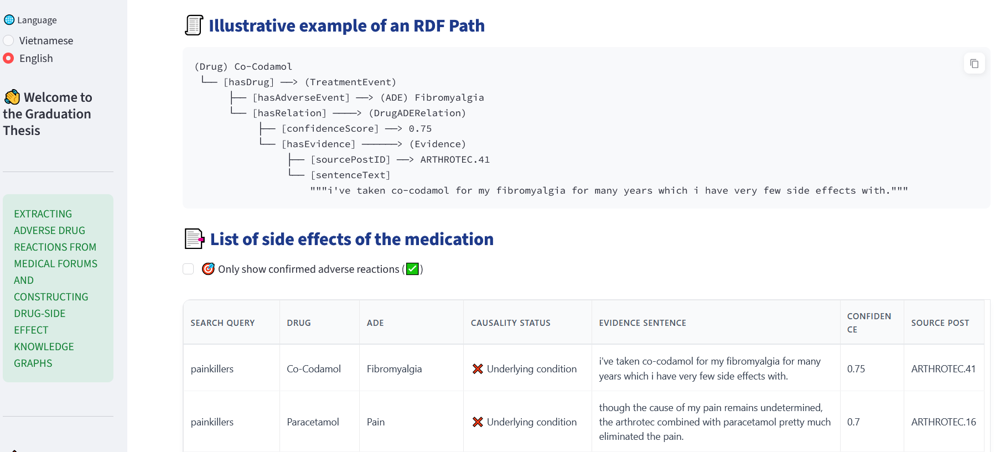 Language
Vietnamese
English
Welcome to
the Graduation
Thesis
EXTRACTING
ADVERSE DRUG
REACTIONS FROM
MEDICAL FORUMS
AND
CONSTRUCTING
DRUG-SIDE
EFFECT
KNOWLEDGE
GRAPHS
Illustrative example of an RDF Path
(Drug) Co-Codamol
└── [hasDrug] ──> (TreatmentEvent)
├── [hasAdverseEvent] ──> (ADE) Fibromyalgia
└── [hasRelation] ────> (DrugADERelation)
├── [confidenceScore] ──> 0.75
└── [hasEvidence] ──────> (Evidence)
├── [sourcePostID] ──> ARTHROTEC.41
└── [sentenceText]
"""i've taken co-codamol for my fibromyalgia for many years which i have very few side effects with."""
List of side effects of the medication
Only show confirmed adverse reactions (✅)
SEARCH QUERY
DRUG
ADE
CAUSALITY STATUS
EVIDENCE SENTENCE
CONFIDEN
CE
SOURCE POST
painkillers
Co-Codamol
Fibromyalgia
❌ Underlying condition
i've taken co-codamol for my fibromyalgia for many
years which i have very few side effects with.
0.75
ARTHROTEC.41
painkillers
Paracetamol
Pain
❌ Underlying condition
though the cause of my pain remains undetermined,
the arthrotec combined with paracetamol pretty much
eliminated the pain.
0.7
ARTHROTEC.16